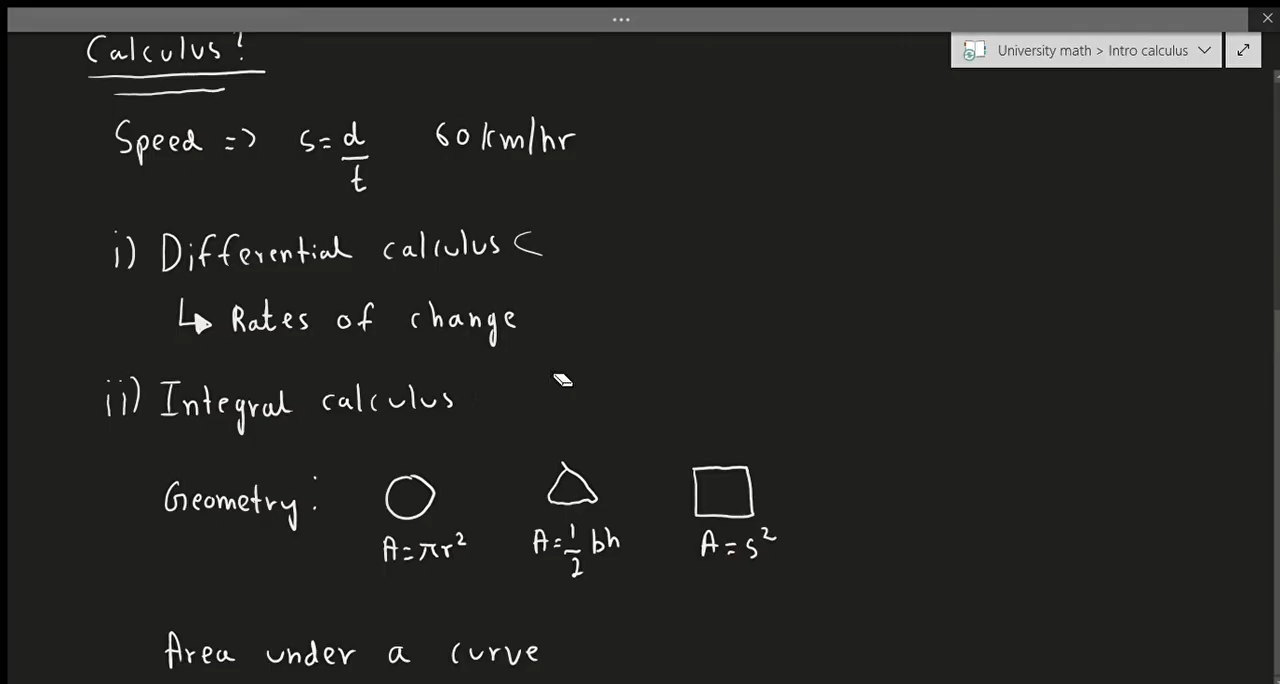 Calculus?
University math > Intro calculus
Speed => s = d/t 60 km/hr
i) Differential calculus <
↳ Rates of change
ii) Integral calculus
Geometry:
A = πr² A = 1/2 bh A = s²
Area under a curve